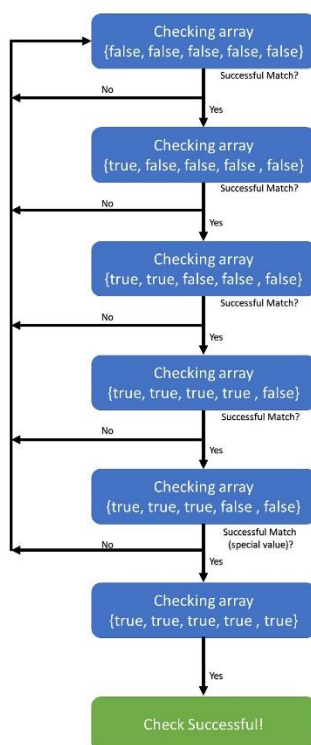 Checking array
{false, false, false, false, false}
Successful Match?
No
Yes
Checking array
{true, false, false, false , false}
Successful Match?
No
Yes
Checking array
{true, true, false, false , false}
Successful Match?
No
Yes
Checking array
{true, true, true, true , false}
Successful Match?
No
Yes
Checking array
{true, true, true, false , false}
Successful Match
(special value)?
No
Yes
Checking array
{true, true, true, true , true}
Yes
Check Successful!